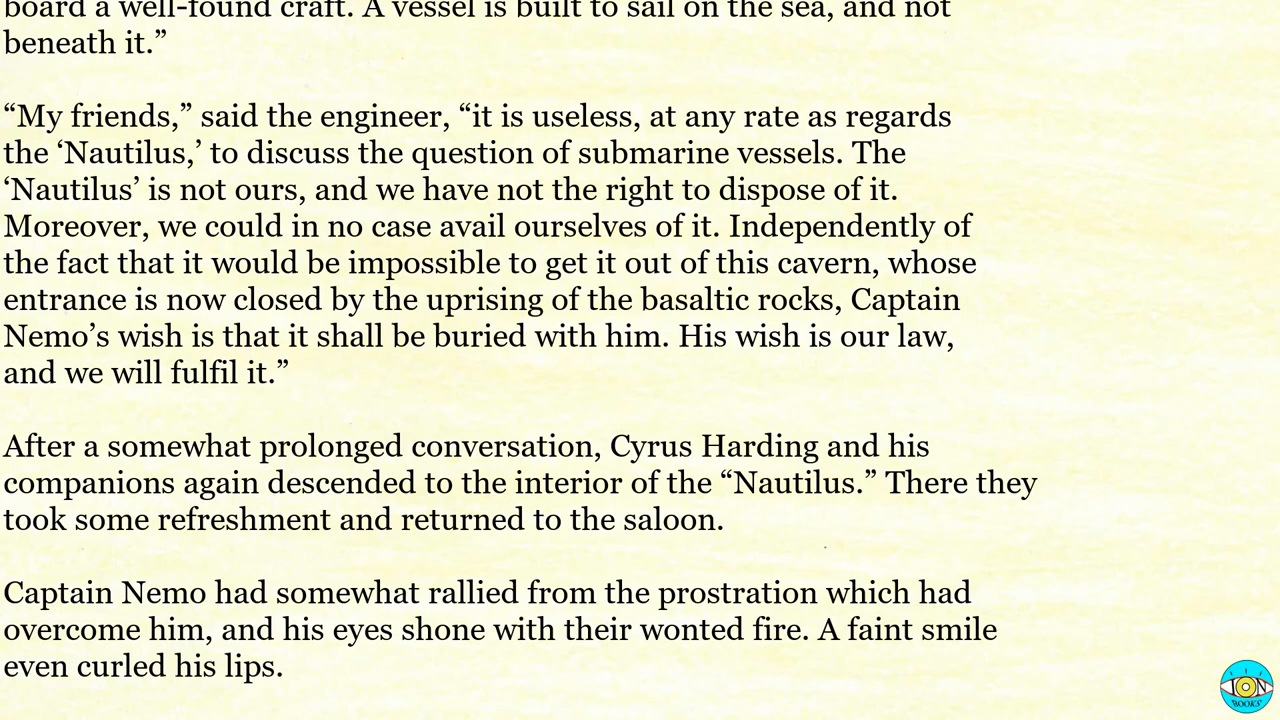 board a well-found craft. A vessel is built to sail on the sea, and not
beneath it.”
“My friends,” said the engineer, “it is useless, at any rate as regards
the ‘Nautilus,’ to discuss the question of submarine vessels. The
‘Nautilus’ is not ours, and we have not the right to dispose of it.
Moreover, we could in no case avail ourselves of it. Independently of
the fact that it would be impossible to get it out of this cavern, whose
entrance is now closed by the uprising of the basaltic rocks, Captain
Nemo’s wish is that it shall be buried with him. His wish is our law,
and we will fulfil it.”
After a somewhat prolonged conversation, Cyrus Harding and his
companions again descended to the interior of the “Nautilus.” There they
took some refreshment and returned to the saloon.
Captain Nemo had somewhat rallied from the prostration which had
overcome him, and his eyes shone with their wonted fire. A faint smile
even curled his lips.
ION
BOOKS